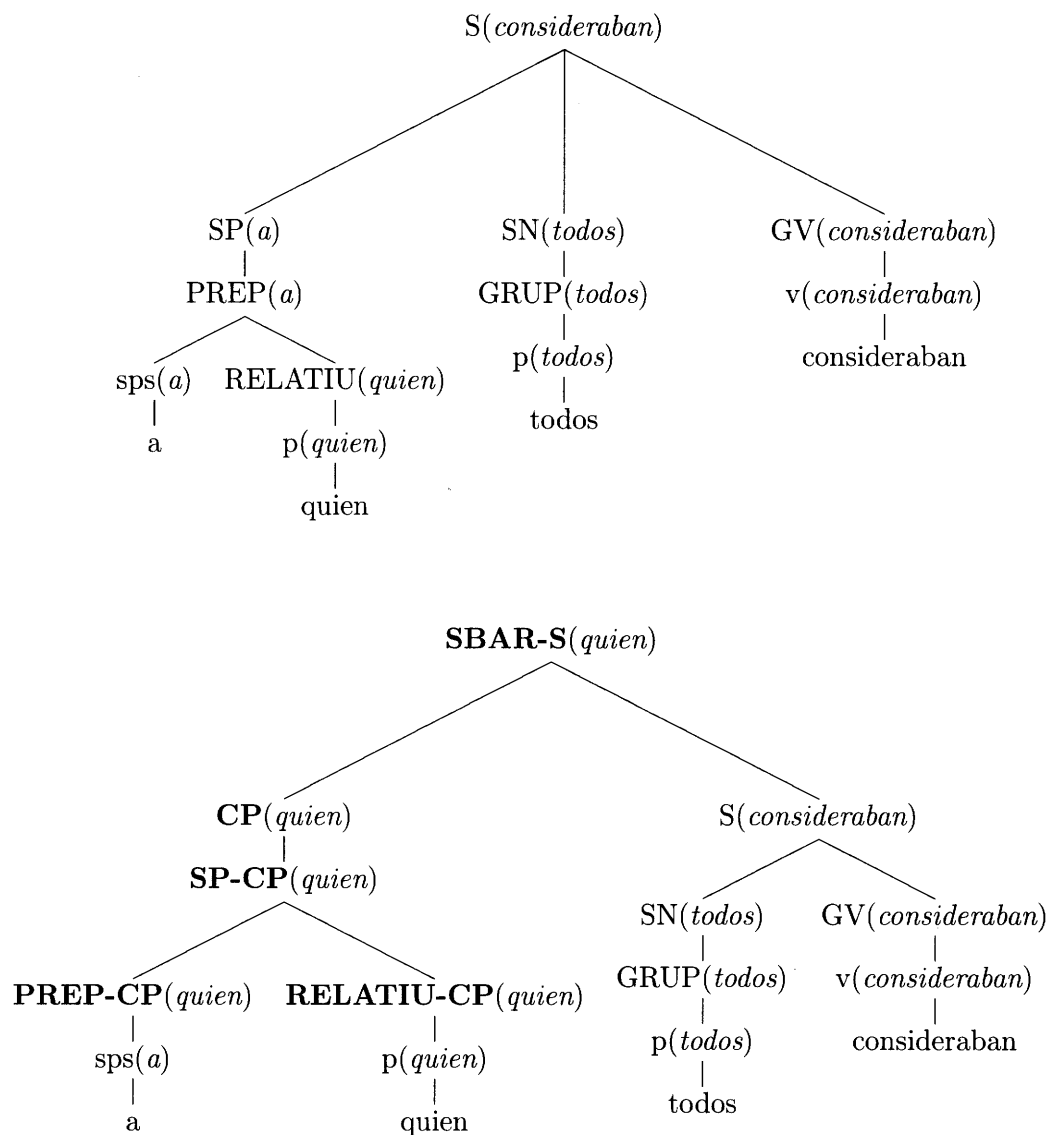 S(consideraban)
SP(a) SN(todos) GV(consideraban)
PREP(a) GRUP(todos) v(consideraban)
sps(a) RELATIU(quien) p(todos) consideraban
a p(quien) todos
quien
SBAR-S(quien)
CP(quien) S(consideraban)
SP-CP(quien) SN(todos) GV(consideraban)
PREP-CP(quien) RELATIU-CP(quien) GRUP(todos) v(consideraban)
sps(a) p(quien) p(todos) consideraban
a quien todos